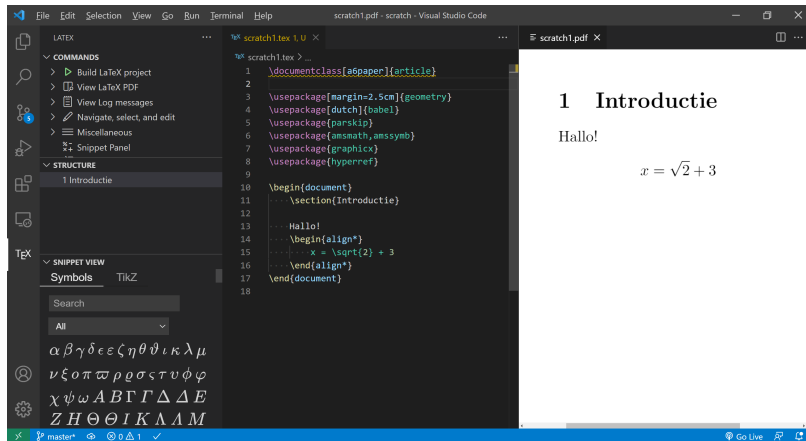 File Edit Selection View Go Run Terminal Help scratch1.pdf - scratch - Visual Studio Code
LATEX ...
COMMANDS
Build LaTeX project
View LaTeX PDF
View Log messages
Navigate, select, and edit
Miscellaneous
Snippet Panel
STRUCTURE
1 Introductie
SNIPPET VIEW
Symbols TikZ
Search
All
α β γ δ ϵ ε ζ η θ ϑ ι κ λ μ
ν ξ ο π ϖ ρ ϱ σ ς τ υ ϕ φ
χ ψ ω A B Γ Γ Δ Δ E
Z H Θ Θ I K Λ Λ M
TEX scratch1.tex 1, U ...
TEX scratch1.tex > ...
1 \documentclass[a6paper]{article}
2
3 \usepackage[margin=2.5cm]{geometry}
4 \usepackage[dutch]{babel}
5 \usepackage{parskip}
6 \usepackage{amsmath,amssymb}
7 \usepackage{graphicx}
8 \usepackage{hyperref}
9
10 \begin{document}
11 \section{Introductie}
12
13 Hallo!
14 \begin{align*}
15 x = \sqrt{2} + 3
16 \end{align*}
17 \end{document}
18
scratch1.pdf ...
1 Introductie
Hallo!
x = √2 + 3
TEX
master* 0 1 Go Live